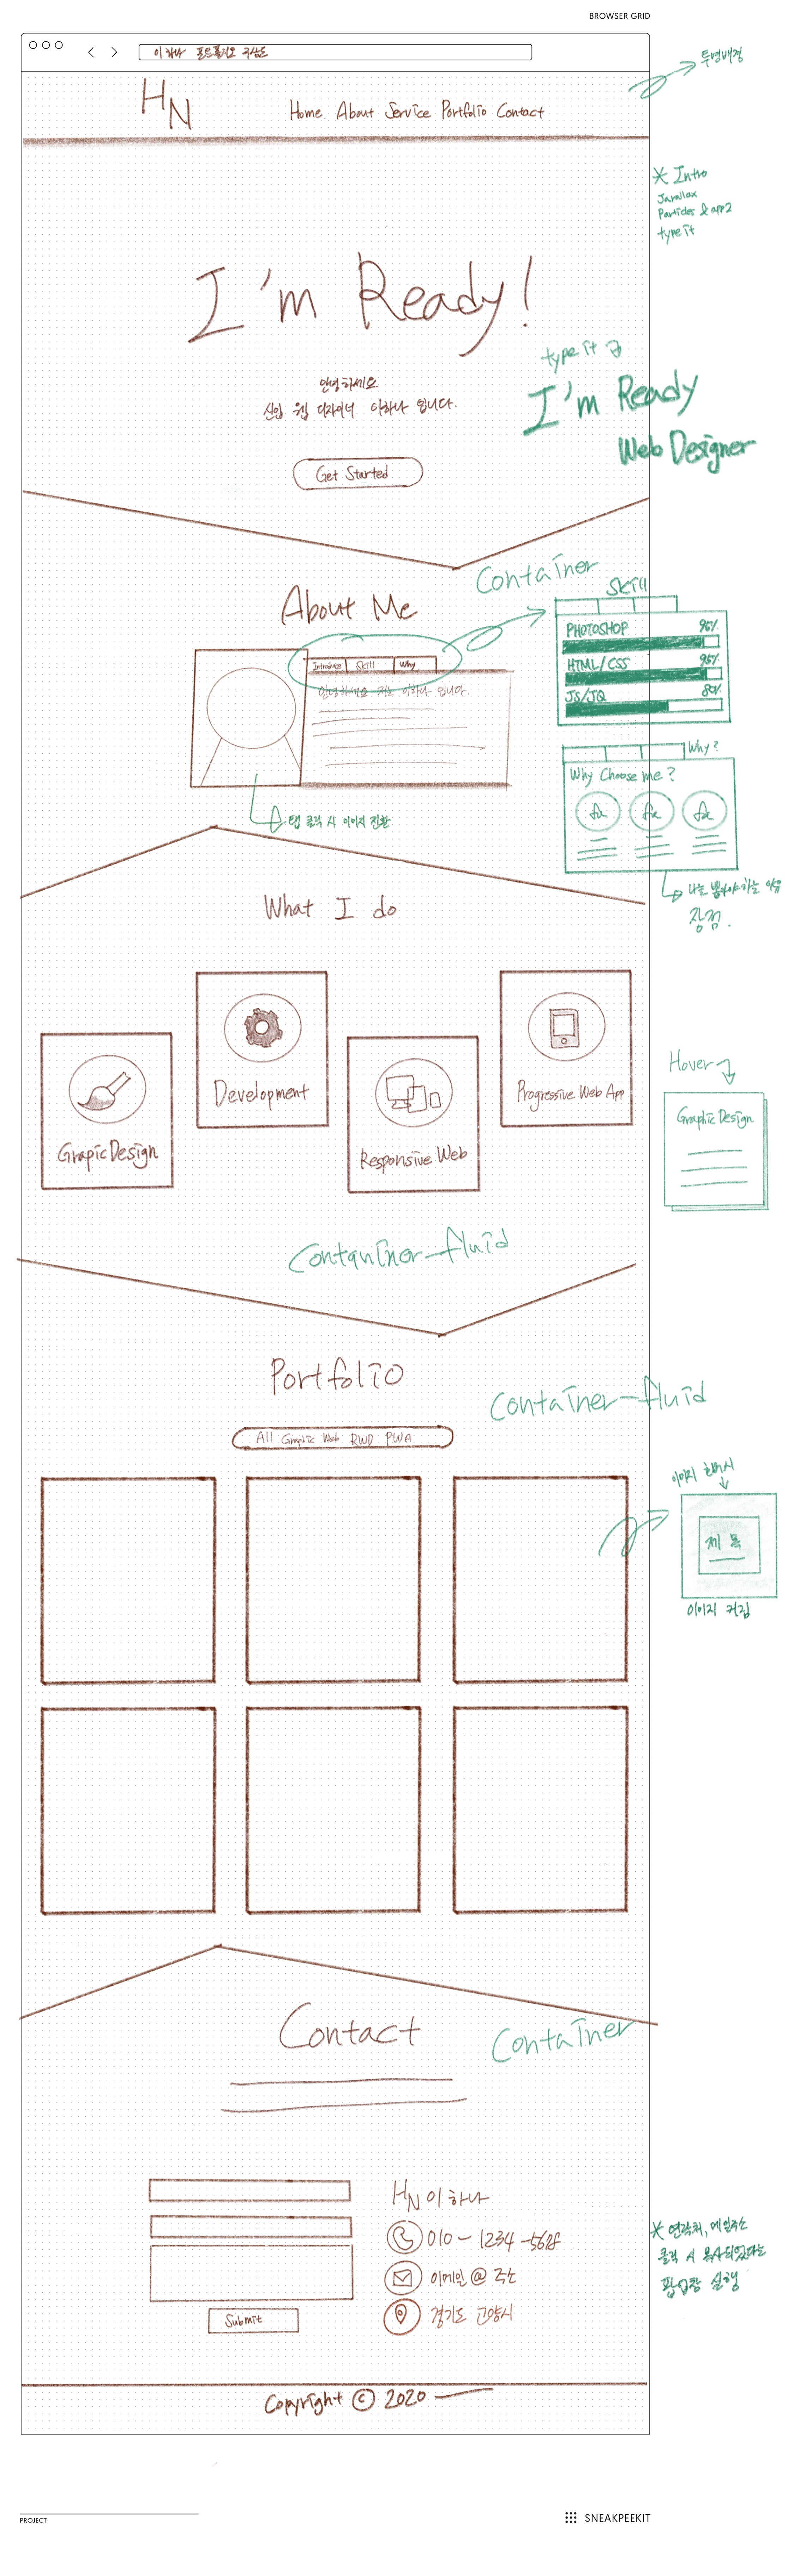 BROWSER GRID
이하나 포트폴리오 구상도
투명배경
HN
Home About Service Portfolio Contact
* Intro
Jarallax
Particles & app2
type it
I'm Ready!
안녕하세요
신입 웹 디자이너 이하나 입니다.
Get Started
type it
I'm Ready
Web Designer
Container
About Me
Introduce Skill Why
안녕하세요 저는 이하나 입니다.
탭 클릭 시 이미지 전환
Skill
PHOTOSHOP 95%
HTML/CSS 95%
JS/JQ 80%
Why?
Why Choose me?
fa fa fa
나를 뽑아야 하는 이유
장점.
What I do
Grapic Design
Development
Responsive Web
Progressive Web App
Hover
Graphic Design
Container-fluid
Portfolio
Container-fluid
All Graphic Web RWD PWA
이미지 호버시
제목
이미지 커짐
Contact
Container
HN 이하나
010-1234-5678
이메일@주소
경기도 고양시
Submit
* 연락처, 메일주소
클릭 시 복사되었다는
팝업창 실행
Copyright © 2020
PROJECT
SNEAKPEEKIT